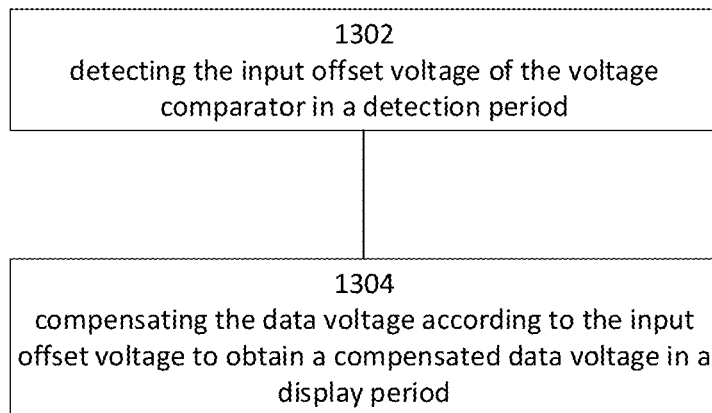 1302
detecting the input offset voltage of the voltage
comparator in a detection period
1304
compensating the data voltage according to the input
offset voltage to obtain a compensated data voltage in a
display period